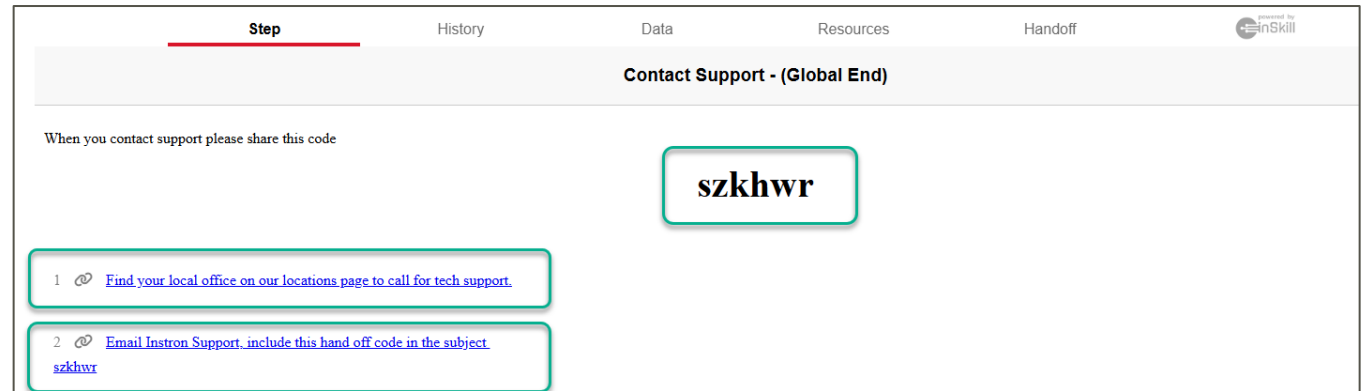 Step History Data Resources Handoff powered by inSkill
Contact Support - (Global End)
When you contact support please share this code
szkhwr
1 Find your local office on our locations page to call for tech support.
2 Email Instron Support, include this hand off code in the subject
szkhwr